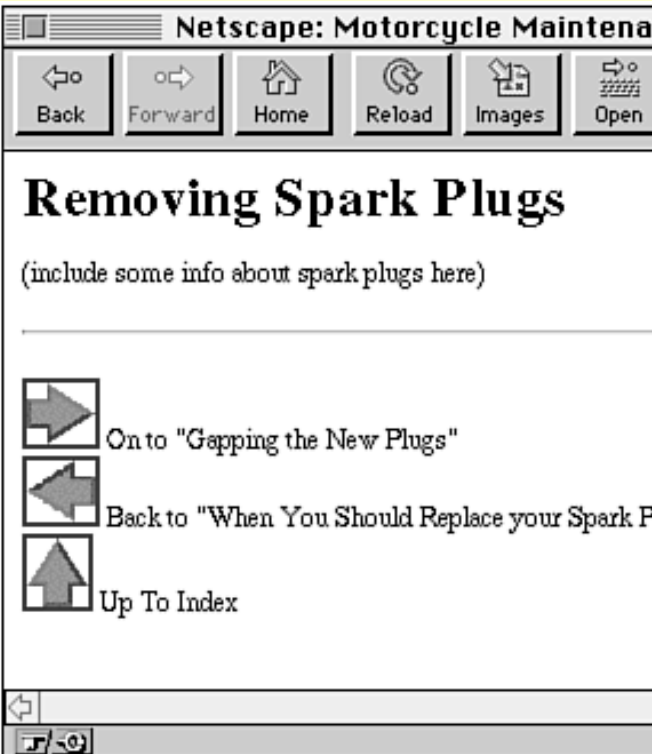 Netscape: Motorcycle Maintena
Back Forward Home Reload Images Open
Removing Spark Plugs
(include some info about spark plugs here)
On to "Gapping the New Plugs"
Back to "When You Should Replace your Spark P
Up To Index